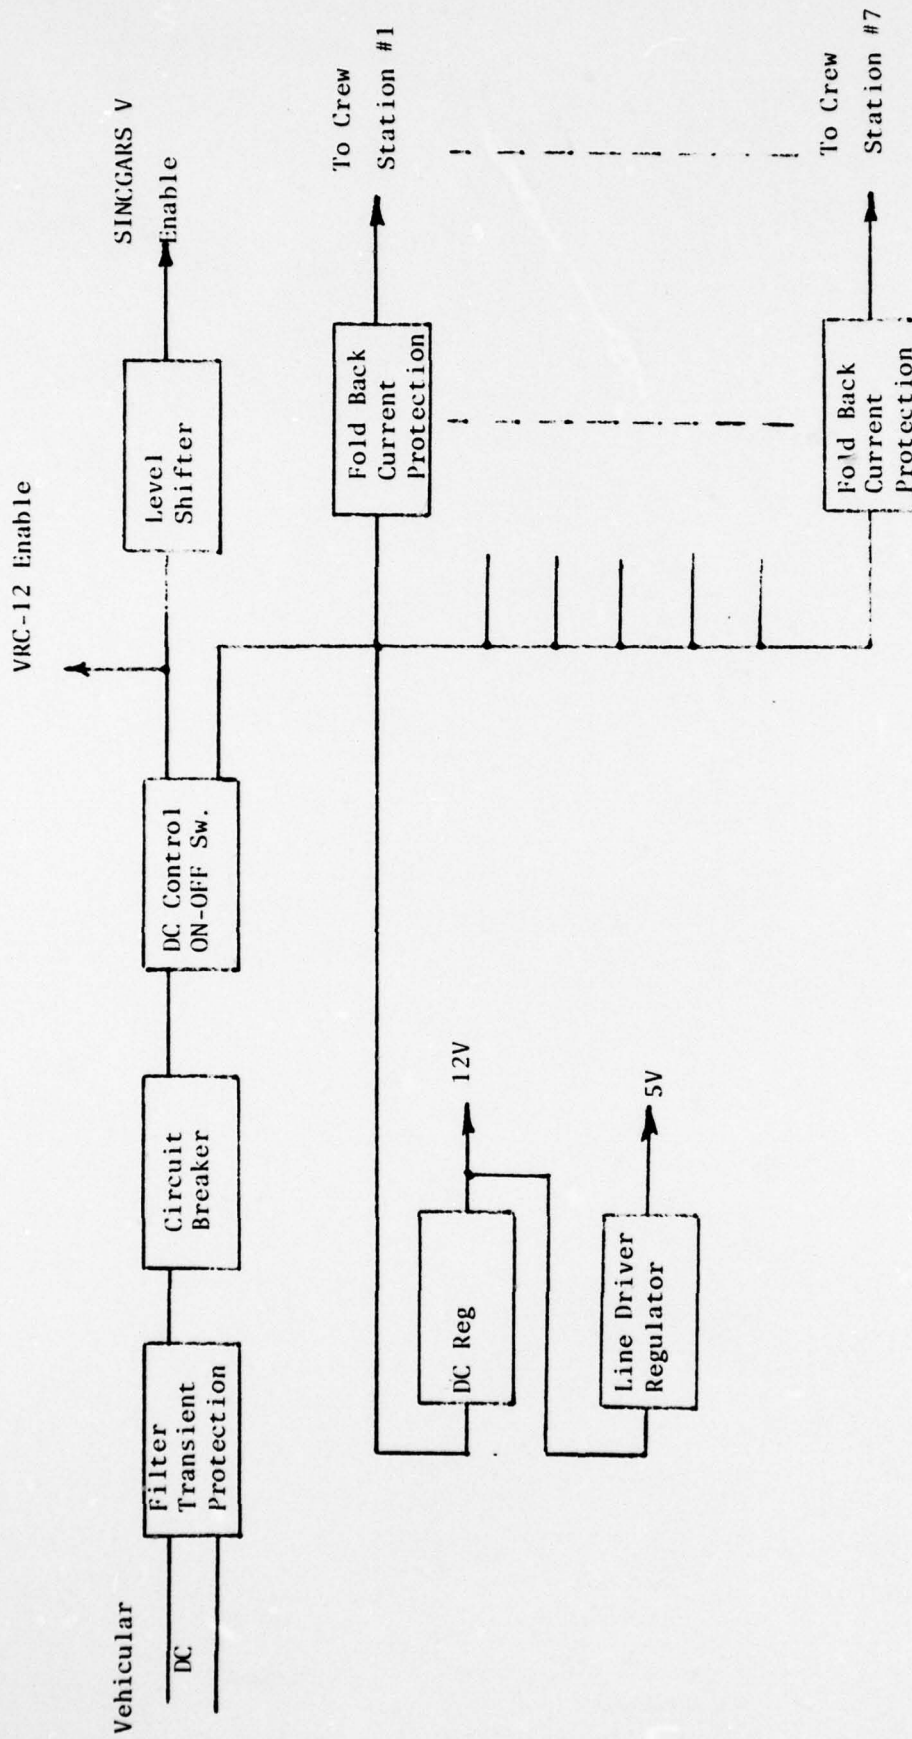 Vehicular
DC
Filter
Transient
Protection
Circuit
Breaker
DC Control
ON-OFF Sw.
VRC-12 Enable
Level
Shifter
SINCGARS V
Enable
Fold Back
Current
Protection
To Crew
Station #1
DC Reg
12V
Line Driver
Regulator
5V
Fold Back
Current
Protection
To Crew
Station #7